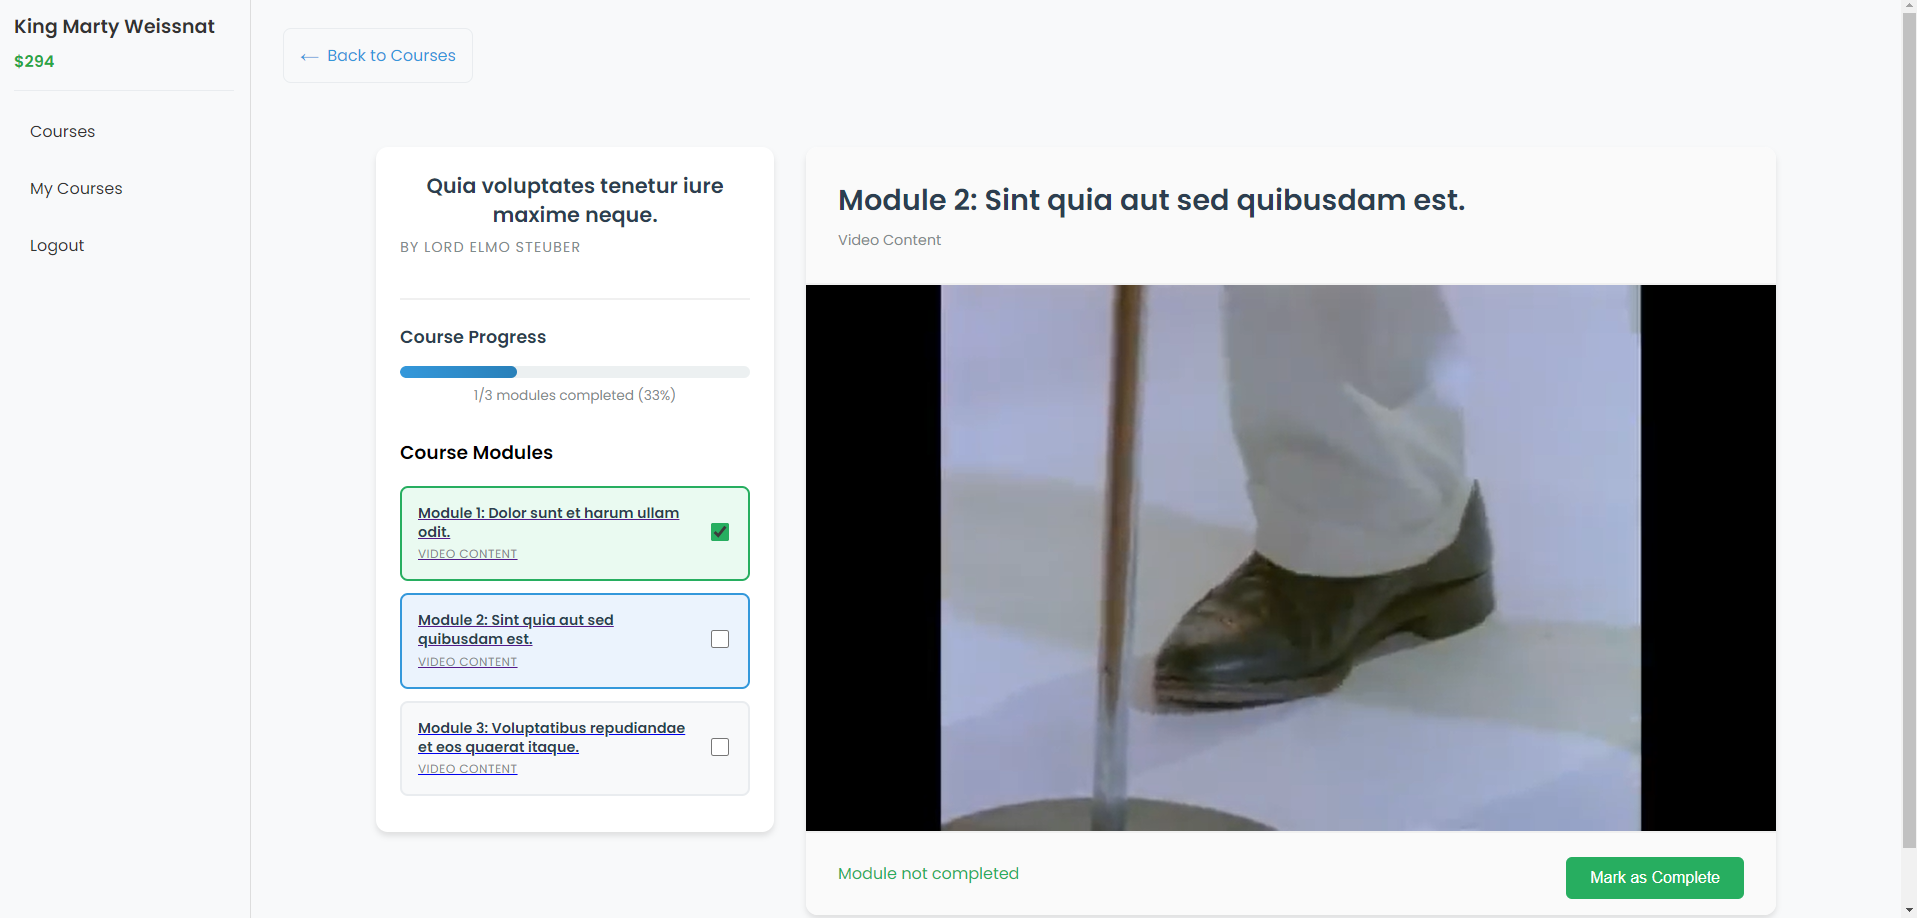 King Marty Weissnat
$294
Courses
My Courses
Logout
← Back to Courses
Quia voluptates tenetur iure
maxime neque.
BY LORD ELMO STEUBER
Course Progress
1/3 modules completed (33%)
Course Modules
Module 1: Dolor sunt et harum ullam
odit.
VIDEO CONTENT
Module 2: Sint quia aut sed
quibusdam est.
VIDEO CONTENT
Module 3: Voluptatibus repudiandae
et eos quaerat itaque.
VIDEO CONTENT
Module 2: Sint quia aut sed quibusdam est.
Video Content
Module not completed
Mark as Complete